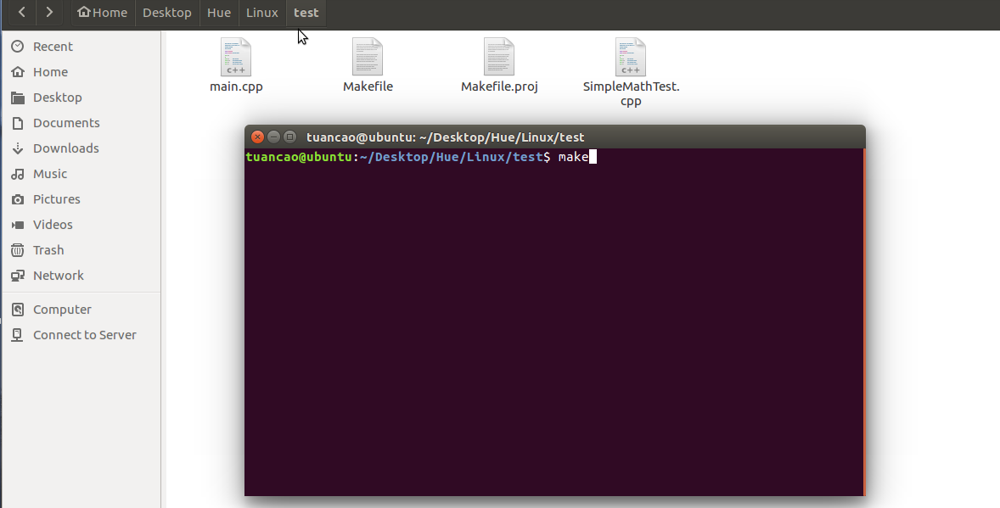 Home Desktop Hue Linux test
Recent
Home
Desktop
Documents
Downloads
Music
Pictures
Videos
Trash
Network
Computer
Connect to Server
C++
main.cpp
Makefile
Makefile.proj
C++
SimpleMathTest.
cpp
tuancao@ubuntu: ~/Desktop/Hue/Linux/test
tuancao@ubuntu:~/Desktop/Hue/Linux/test$ make